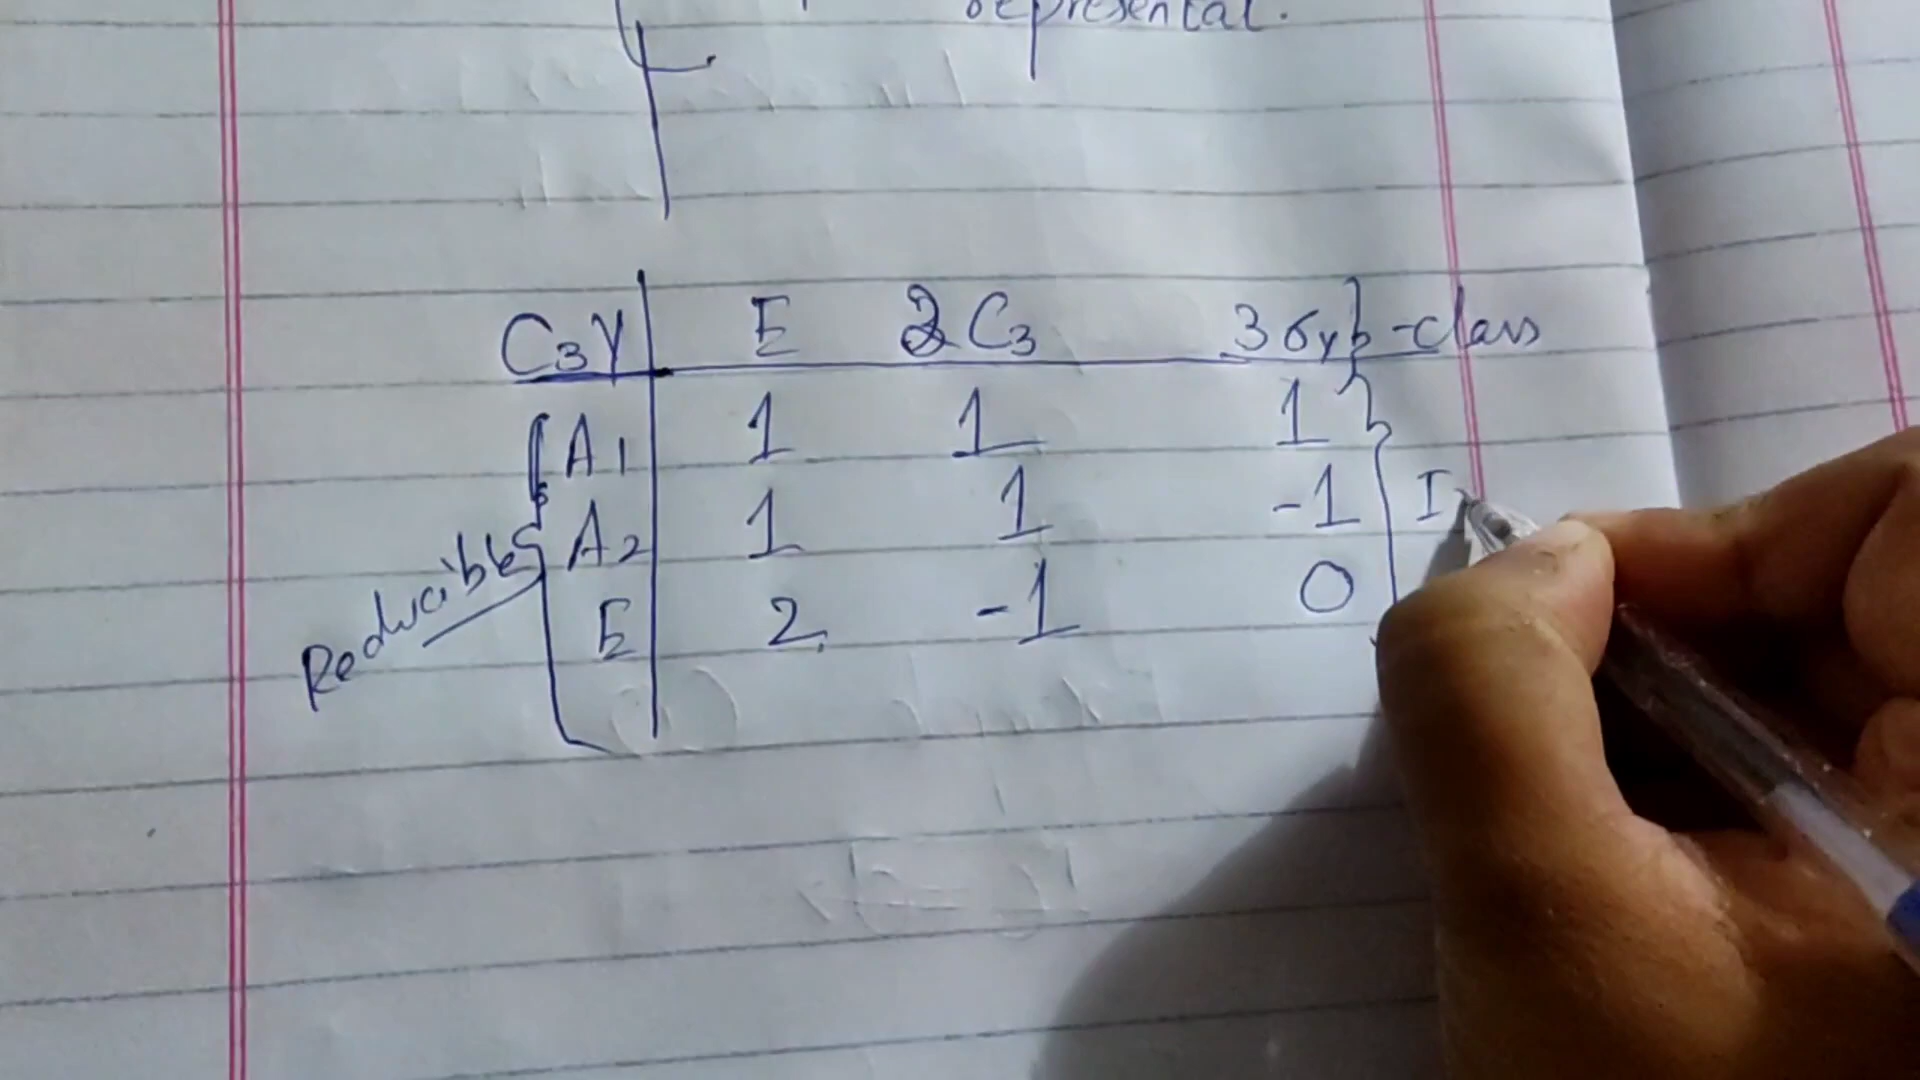 represental.
C3V E 2C3 3σv - class
A1 1 1 1
A2 1 1 -1
E 2 -1 0
Reducible
I